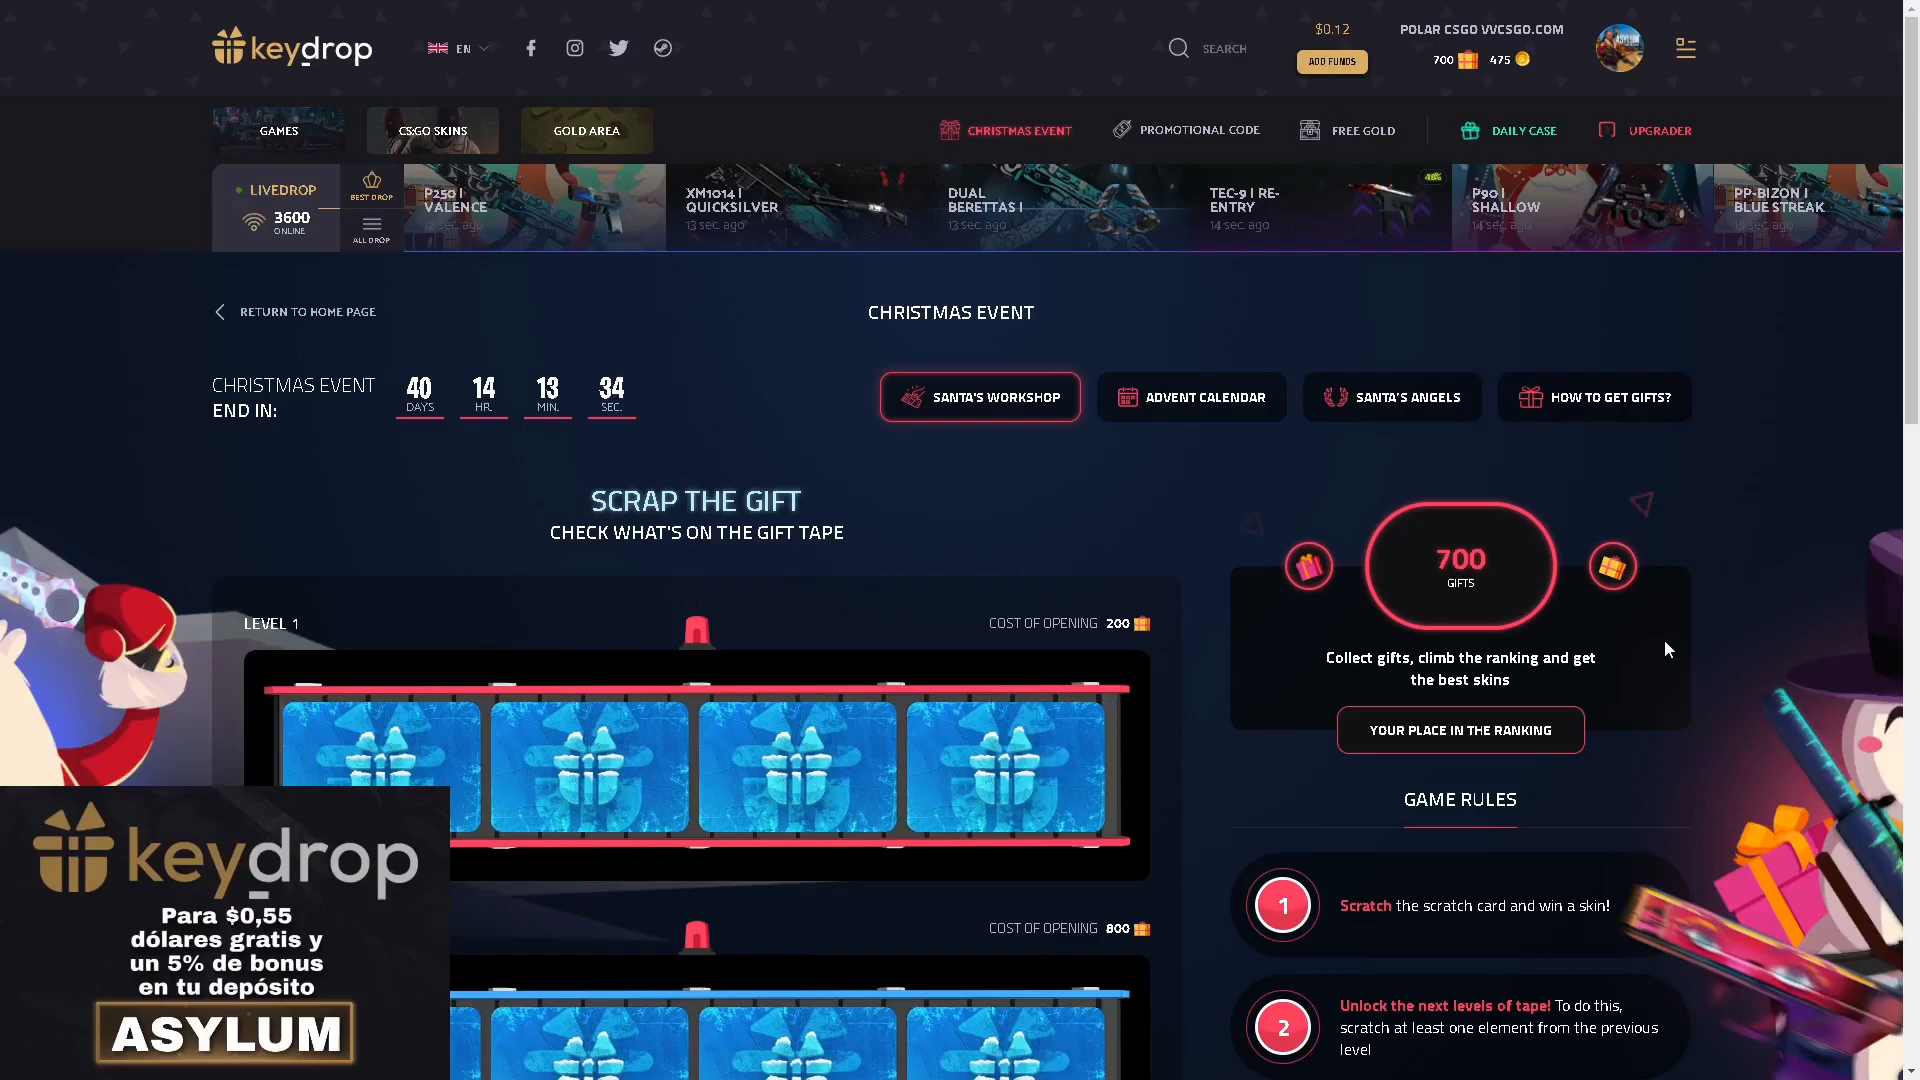 keydrop
EN
SEARCH
$0.12
ADD FUNDS
POLAR CSGO VVCSGO.COM
700
475
GAMES
CS:GO SKINS
GOLD AREA
CHRISTMAS EVENT
PROMOTIONAL CODE
FREE GOLD
DAILY CASE
UPGRADER
LIVEDROP
3600
ONLINE
BEST DROP
ALL DROP
P250 |
VALENCE
12 sec. ago
XM1014 |
QUICKSILVER
13 sec. ago
DUAL
BERETTAS |
13 sec. ago
TEC-9 | RE-
ENTRY
14 sec. ago
P90 |
SHALLOW
14 sec. ago
PP-BIZON |
BLUE STREAK
RETURN TO HOME PAGE
CHRISTMAS EVENT
CHRISTMAS EVENT
END IN:
40
DAYS
14
HR.
13
MIN.
34
SEC.
SANTA'S WORKSHOP
ADVENT CALENDAR
SANTA'S ANGELS
HOW TO GET GIFTS?
SCRAP THE GIFT
CHECK WHAT'S ON THE GIFT TAPE
LEVEL 1
COST OF OPENING 200
COST OF OPENING 800
700
GIFTS
Collect gifts, climb the ranking and get
the best skins
YOUR PLACE IN THE RANKING
GAME RULES
1
Scratch the scratch card and win a skin!
2
Unlock the next levels of tape! To do this,
scratch at least one element from the previous
level
keydrop
Para $0,55
dólares gratis y
un 5% de bonus
en tu depósito
ASYLUM